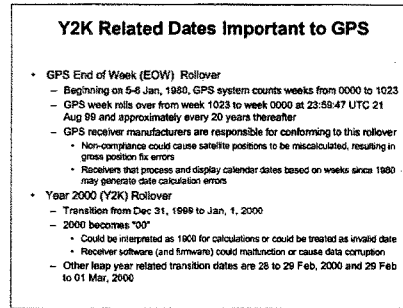 Y2K Related Dates Important to GPS
• GPS End of Week (EOW) Rollover
– Beginning on 5-6 Jan, 1980, GPS system counts weeks from 0000 to 1023
– GPS week rolls over from week 1023 to week 0000 at 23:59:47 UTC 21
Aug 99 and approximately every 20 years thereafter
– GPS receiver manufacturers are responsible for conforming to this rollover
• Non-compliance could cause satellite positions to be miscalculated, resulting in
gross position fix errors
• Receivers that process and display calendar dates based on weeks since 1980
may generate date calculation errors
• Year 2000 (Y2K) Rollover
– Transition from Dec 31, 1999 to Jan, 1, 2000
– 2000 becomes "00"
• Could be interpreted as 1900 for calculations or could be treated as invalid date
• Receiver software (and firmware) could malfunction or cause data corruption
– Other leap year related transition dates are 28 to 29 Feb, 2000 and 29 Feb
to 01 Mar, 2000